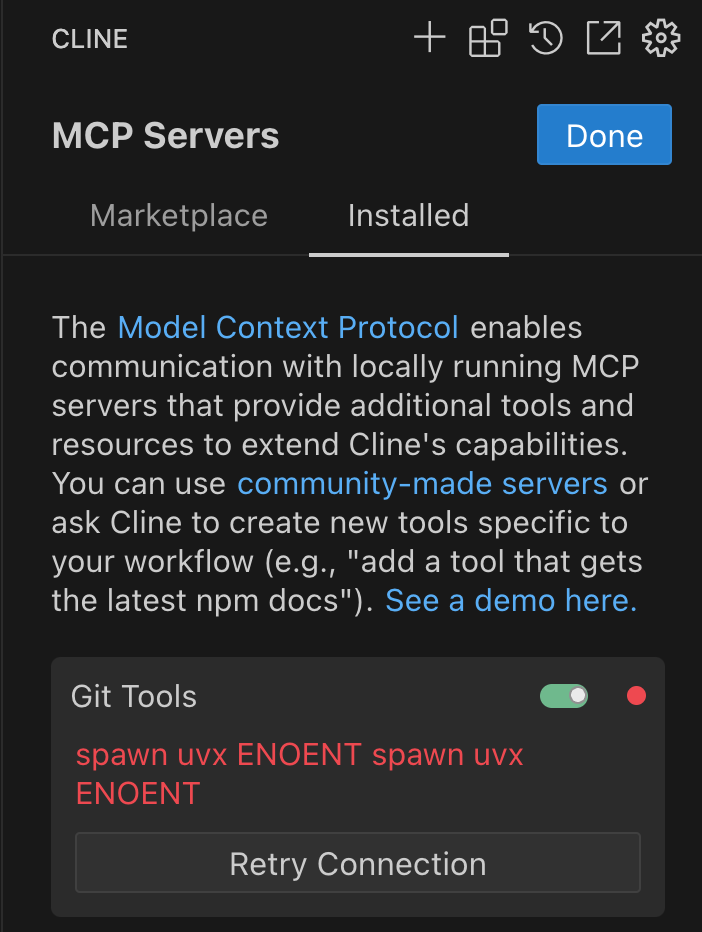 CLINE
MCP Servers
Done
Marketplace
Installed
The Model Context Protocol enables
communication with locally running MCP
servers that provide additional tools and
resources to extend Cline's capabilities.
You can use community-made servers or
ask Cline to create new tools specific to
your workflow (e.g., "add a tool that gets
the latest npm docs"). See a demo here.
Git Tools
spawn uvx ENOENT spawn uvx
ENOENT
Retry Connection